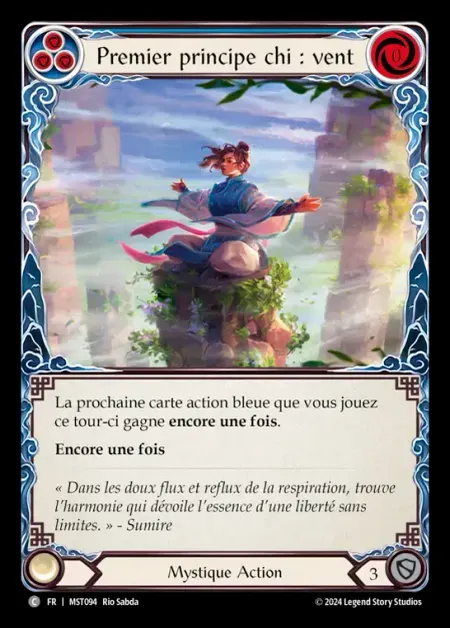 Premier principe chi : vent
0
La prochaine carte action bleue que vous jouez
ce tour-ci gagne encore une fois.
Encore une fois
« Dans les doux flux et reflux de la respiration, trouve
l'harmonie qui dévoile l'essence d'une liberté sans
limites. » - Sumire
Mystique Action
3
C FR | MST094 Rio Sabda
© 2024 Legend Story Studios